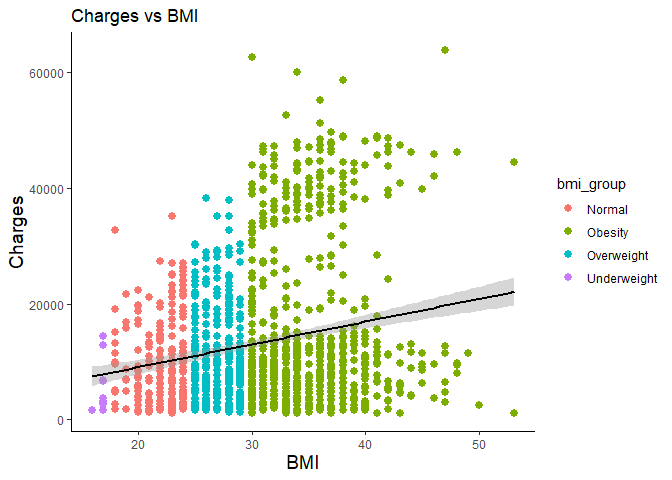 Charges vs BMI
60000
40000
20000
0
Charges
20
30
40
50
BMI
bmi_group
Normal
Obesity
Overweight
Underweight